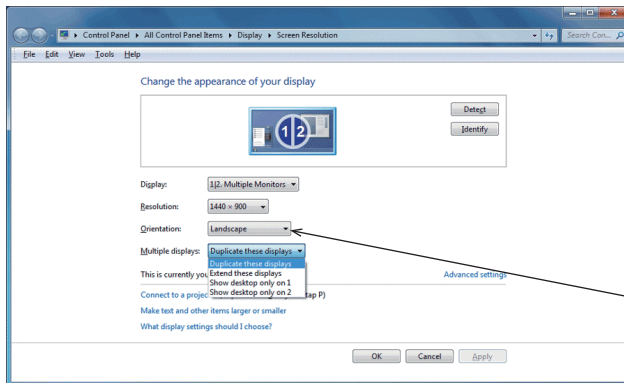 Control Panel ▸ All Control Panel Items ▸ Display ▸ Screen Resolution
Search Con...
File Edit View Tools Help
Change the appearance of your display
1|2
Detect
Identify
Display: 1|2. Multiple Monitors
Resolution: 1440 × 900
Orientation: Landscape
Multiple displays: Duplicate these displays
Duplicate these displays
Extend these displays
Show desktop only on 1
Show desktop only on 2
This is currently you
Advanced settings
Connect to a projec tap P)
Make text and other items larger or smaller
What display settings should I choose?
OK Cancel Apply